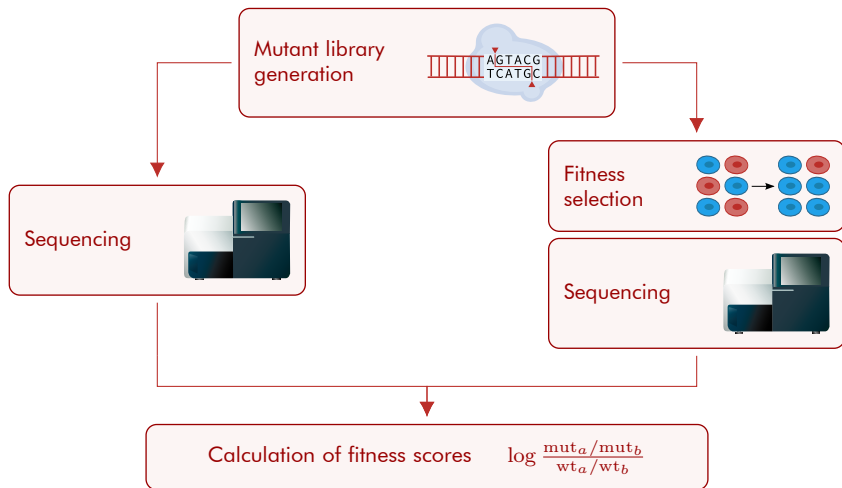 Mutant library
generation
AGTACG
TCATGC
Fitness
selection
Sequencing
Sequencing
Calculation of fitness scores log mut_a/mut_b / wt_a/wt_b